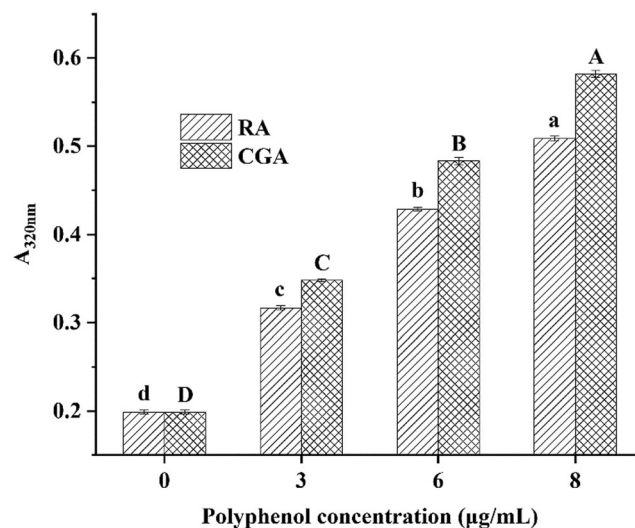 0.6
0.5
0.4
0.3
0.2
A320nm
RA
CGA
d
D
c
C
b
B
a
A
0
3
6
8
Polyphenol concentration (μg/mL)